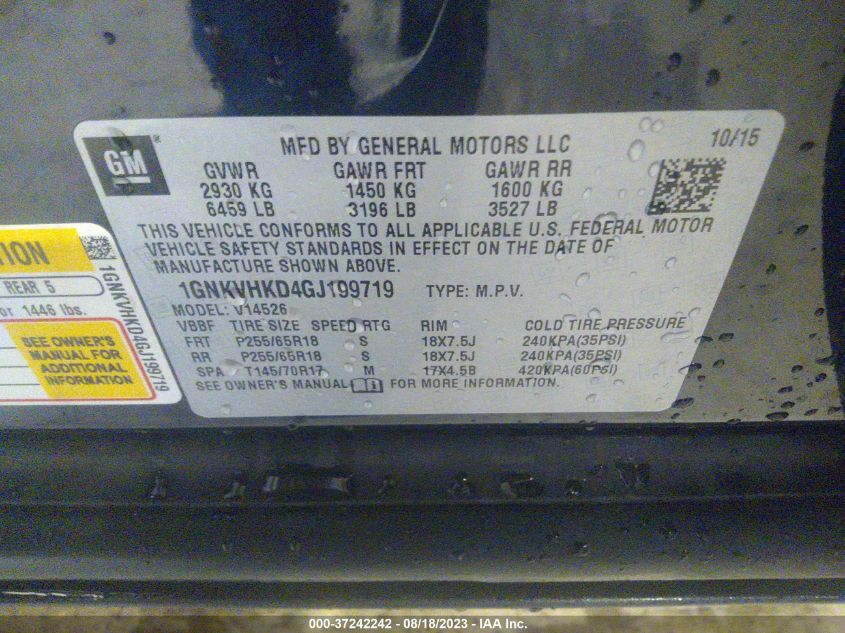 GM ®
MFD BY GENERAL MOTORS LLC 10/15
GVWR GAWR FRT GAWR RR
2930 KG 1450 KG 1600 KG
6459 LB 3196 LB 3527 LB
THIS VEHICLE CONFORMS TO ALL APPLICABLE U.S. FEDERAL MOTOR
VEHICLE SAFETY STANDARDS IN EFFECT ON THE DATE OF
MANUFACTURE SHOWN ABOVE.
1GNKVHKD4GJ199719 TYPE: M.P.V.
MODEL: V14526
VBBF TIRE SIZE SPEED RTG RIM COLD TIRE PRESSURE
FRT P255/65R18 S 18X7.5J 240KPA(35PSI)
RR P255/65R18 S 18X7.5J 240KPA(35PSI)
SPA T145/70R17 M 17X4.5B 420KPA(60PSI)
SEE OWNER'S MANUAL FOR MORE INFORMATION.
TION
REAR 5
or 1446 lbs.
SEE OWNER'S
MANUAL FOR
ADDITIONAL
INFORMATION
1GNKVHKD4GJ199719
000-37242242 - 08/18/2023 - IAA Inc.